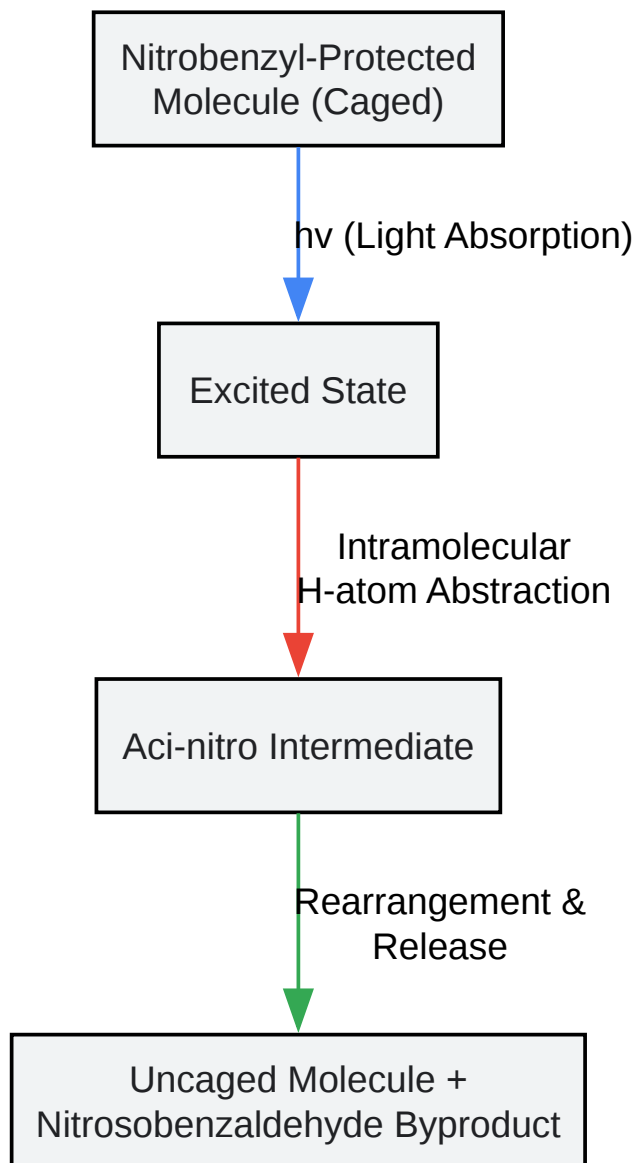 Nitrobenzyl-Protected
Molecule (Caged)
hv (Light Absorption)
Excited State
Intramolecular
H-atom Abstraction
Aci-nitro Intermediate
Rearrangement &
Release
Uncaged Molecule +
Nitrosobenzaldehyde Byproduct